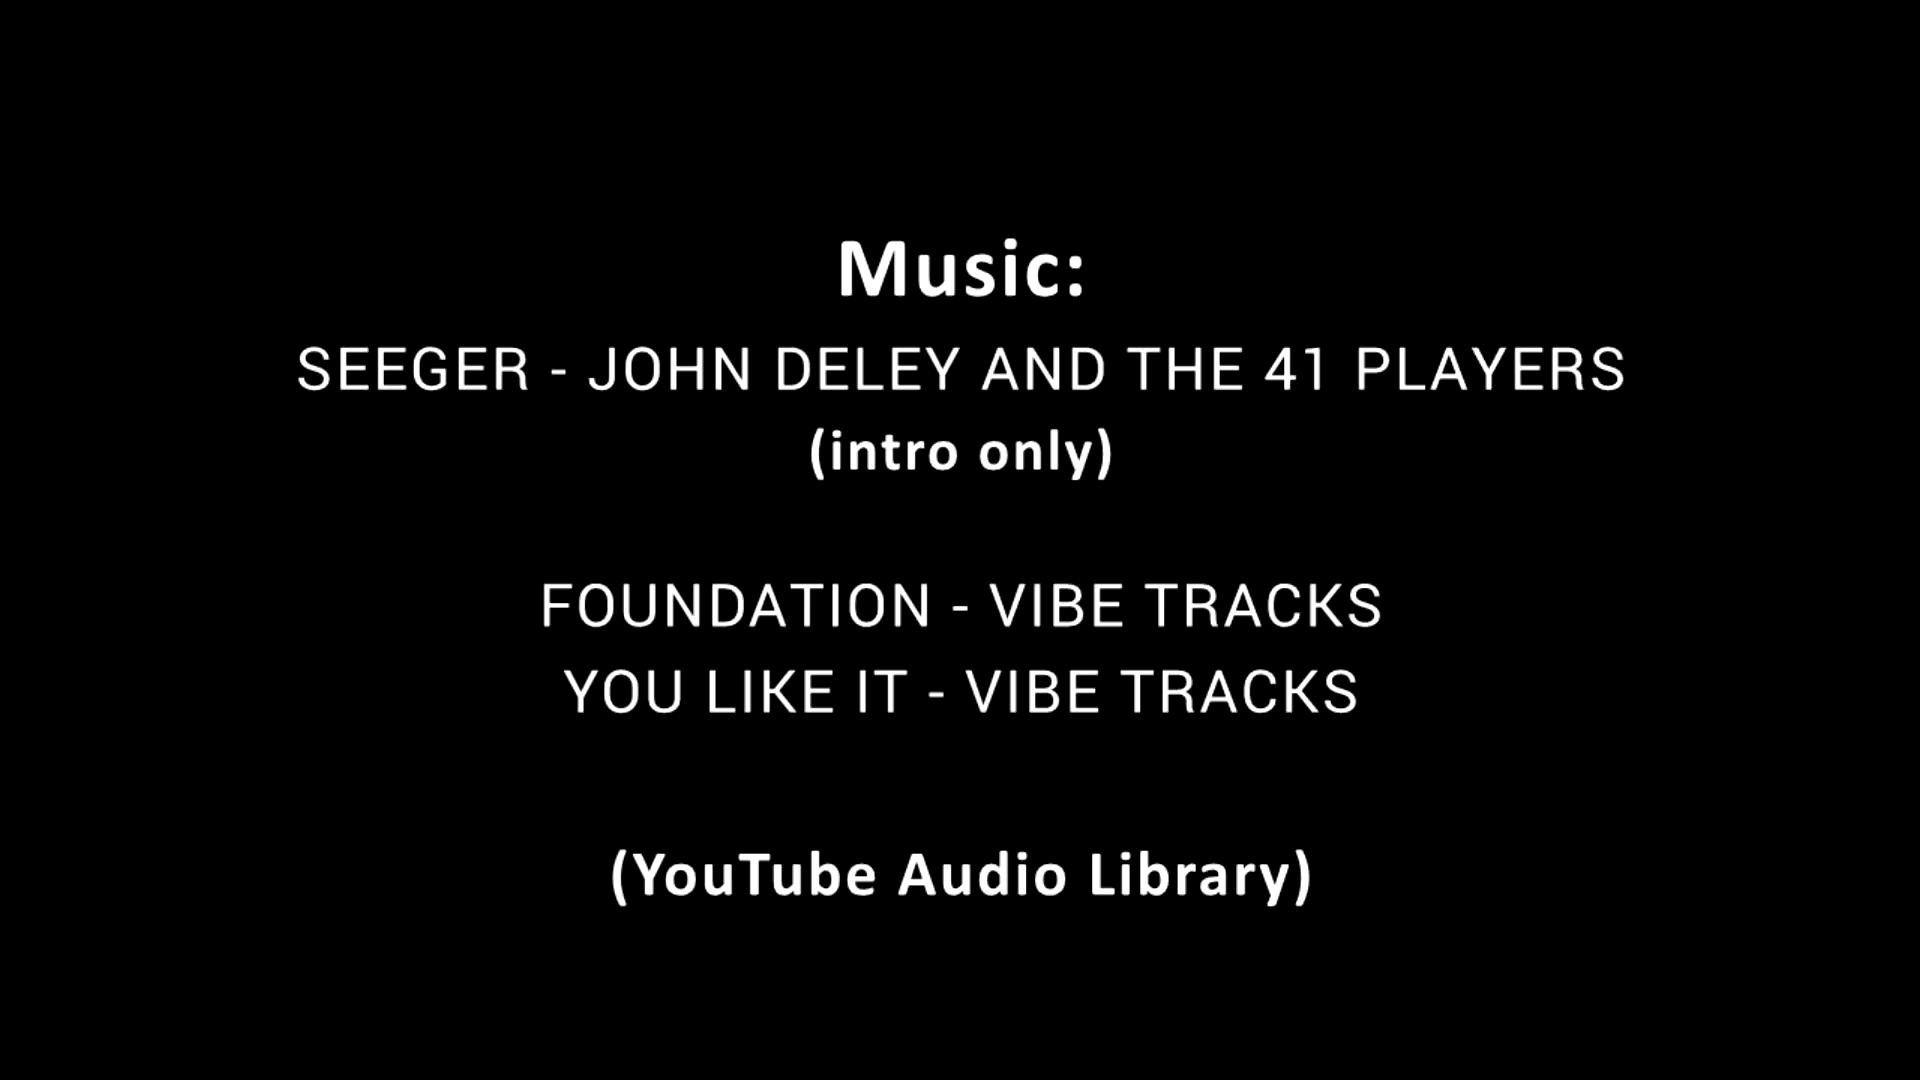 Music:
SEEGER - JOHN DELEY AND THE 41 PLAYERS
(intro only)
FOUNDATION - VIBE TRACKS
YOU LIKE IT - VIBE TRACKS
(YouTube Audio Library)